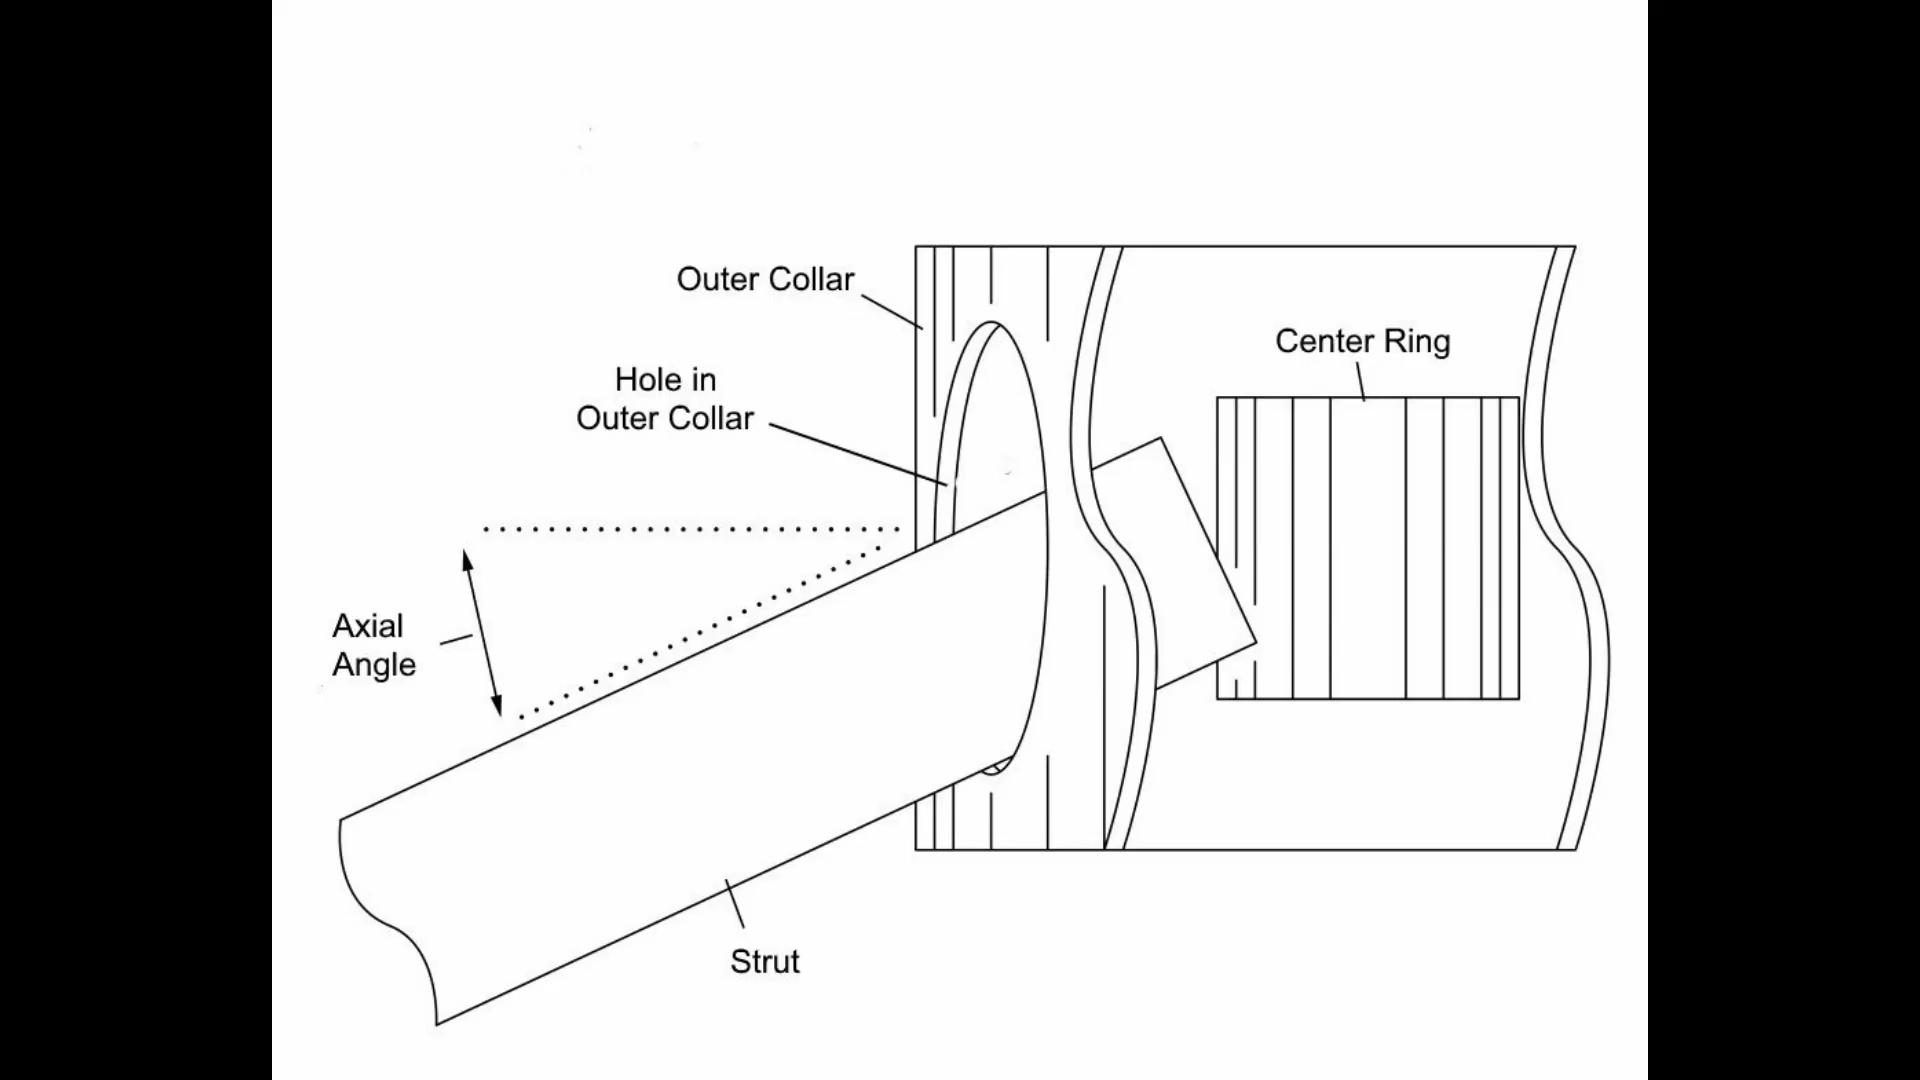 Outer Collar
Center Ring
Hole in
Outer Collar
Axial
Angle
Strut